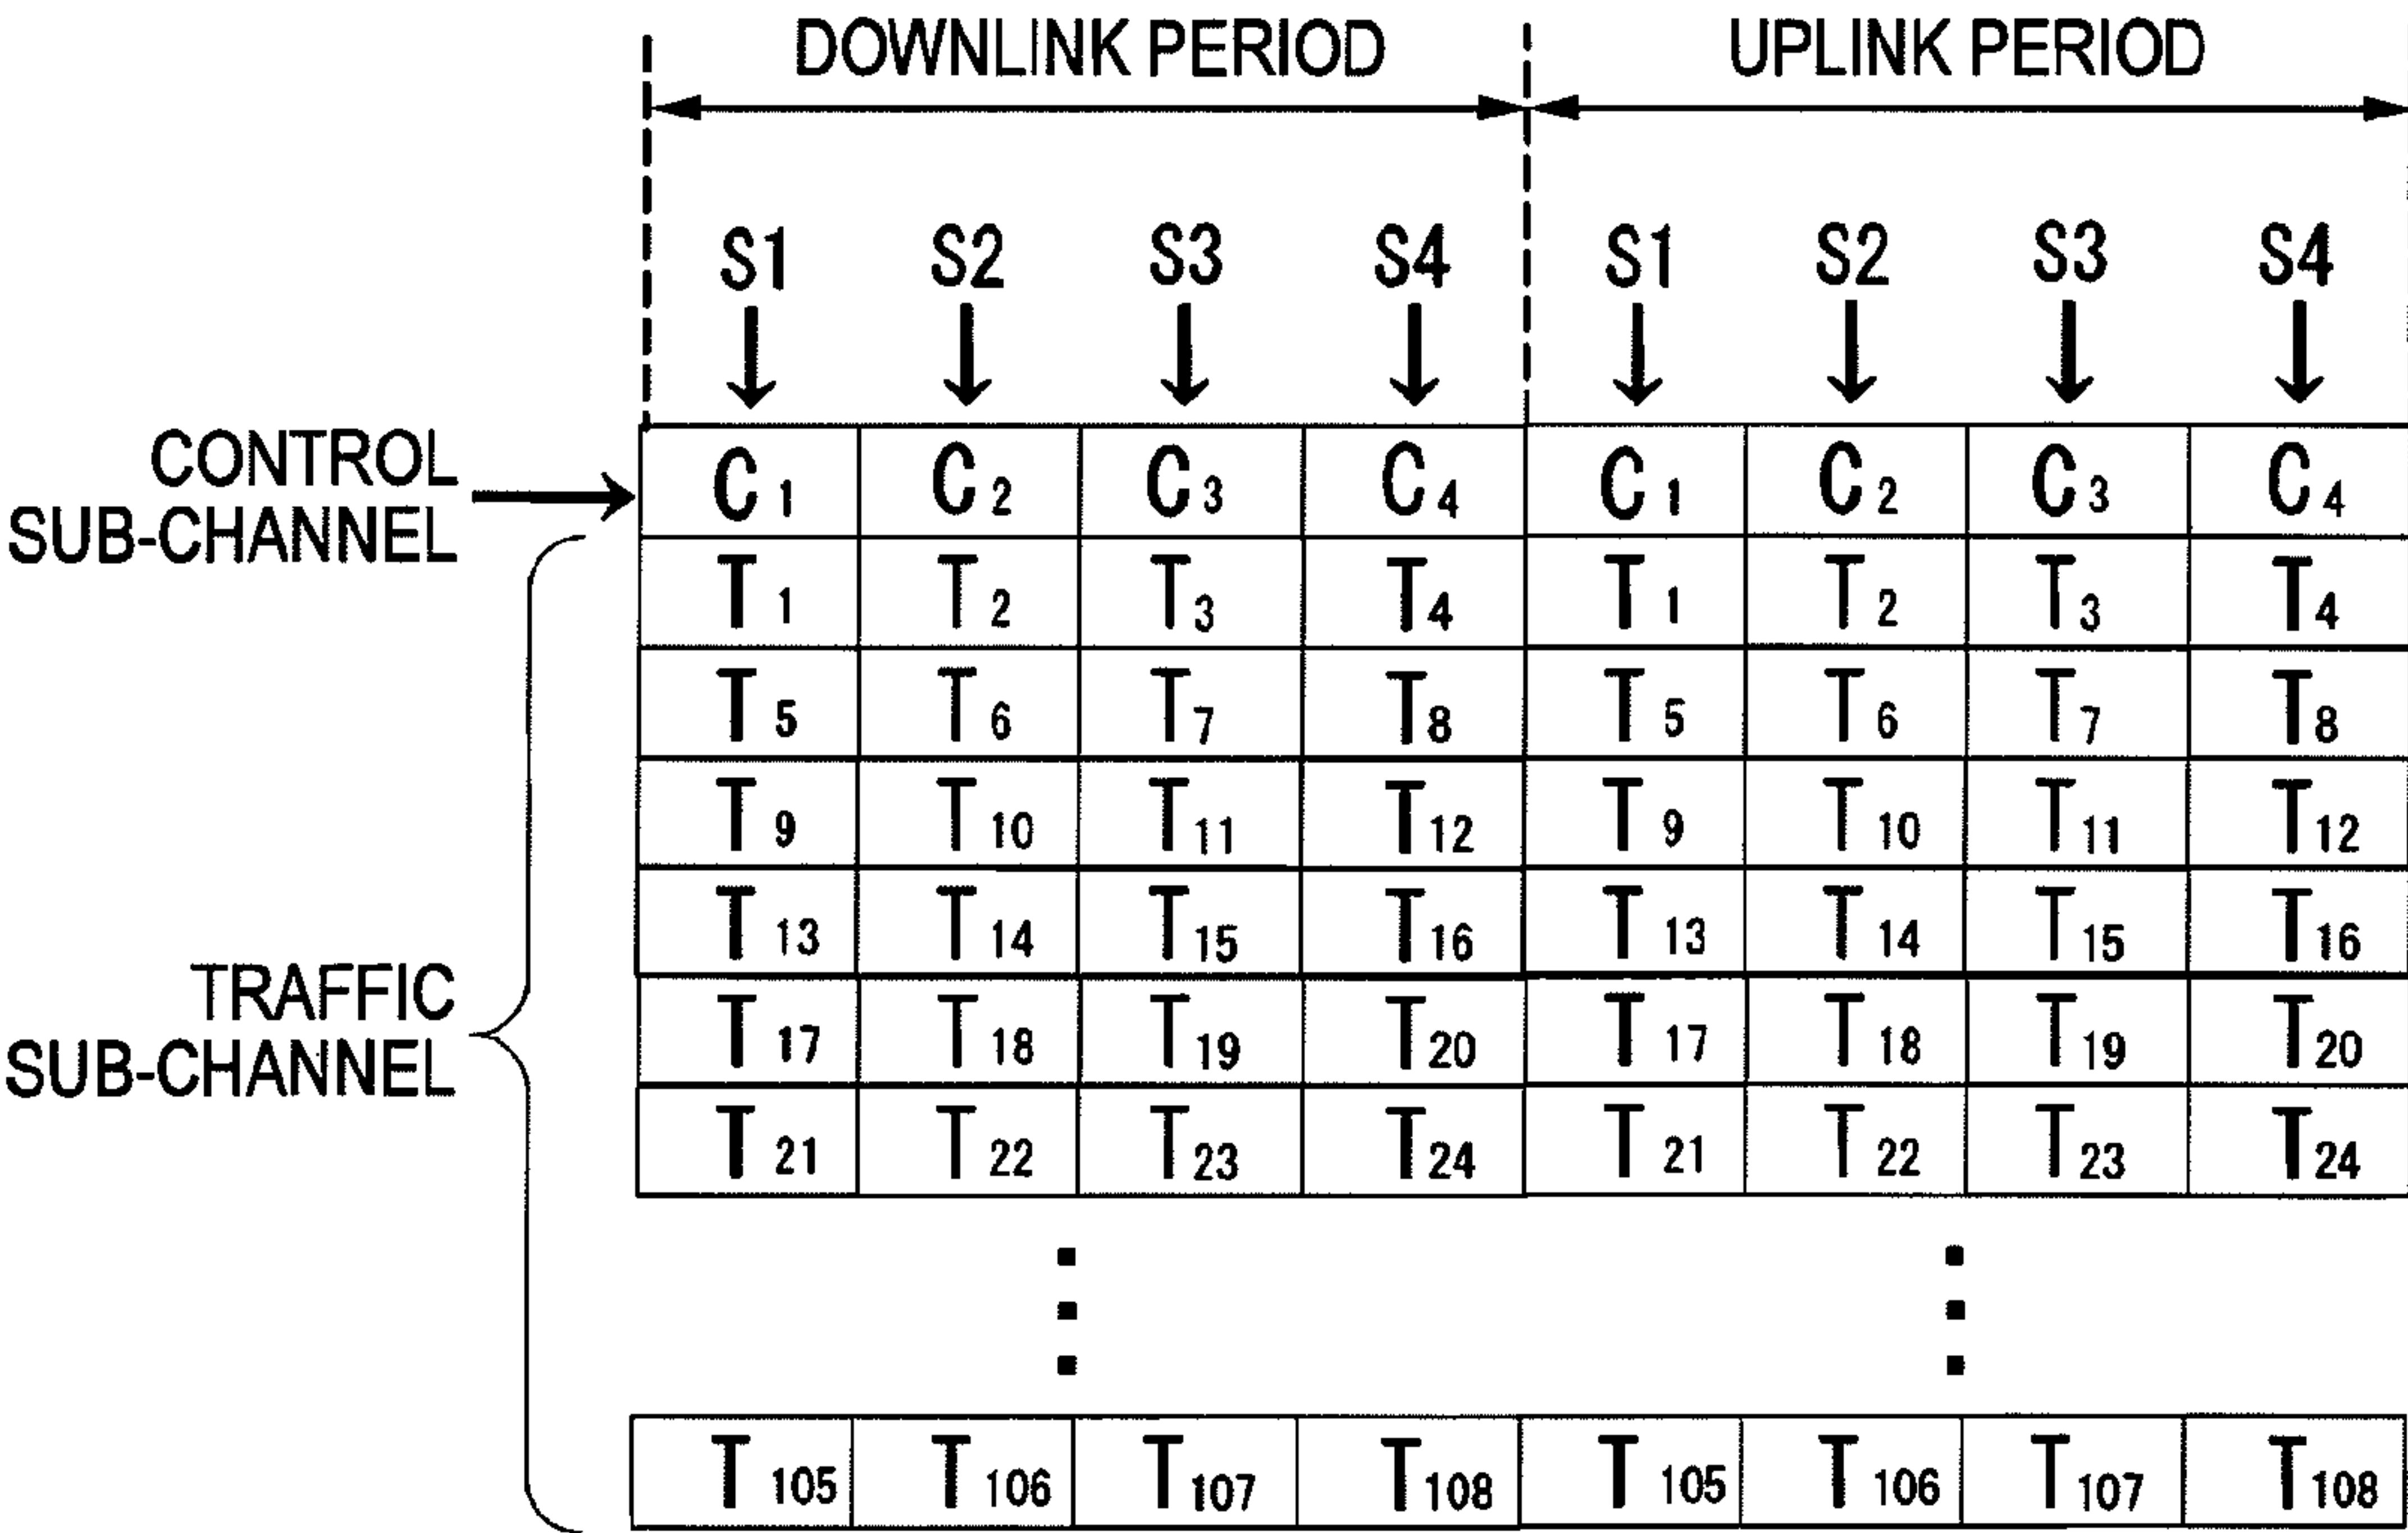 DOWNLINK PERIOD UPLINK PERIOD
S1 S2 S3 S4 S1 S2 S3 S4
CONTROL
SUB-CHANNEL
C1 C2 C3 C4 C1 C2 C3 C4
T1 T2 T3 T4 T1 T2 T3 T4
T5 T6 T7 T8 T5 T6 T7 T8
T9 T10 T11 T12 T9 T10 T11 T12
T13 T14 T15 T16 T13 T14 T15 T16
TRAFFIC
SUB-CHANNEL
T17 T18 T19 T20 T17 T18 T19 T20
T21 T22 T23 T24 T21 T22 T23 T24
T105 T106 T107 T108 T105 T106 T107 T108